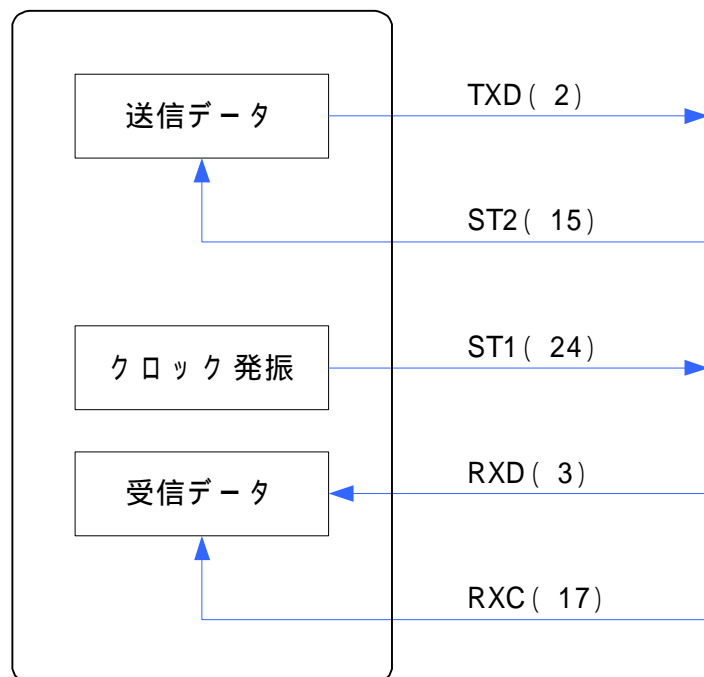 送信データ
TXD( 2)
ST2( 15)
クロック発振
ST1( 24)
受信データ
RXD( 3)
RXC( 17)